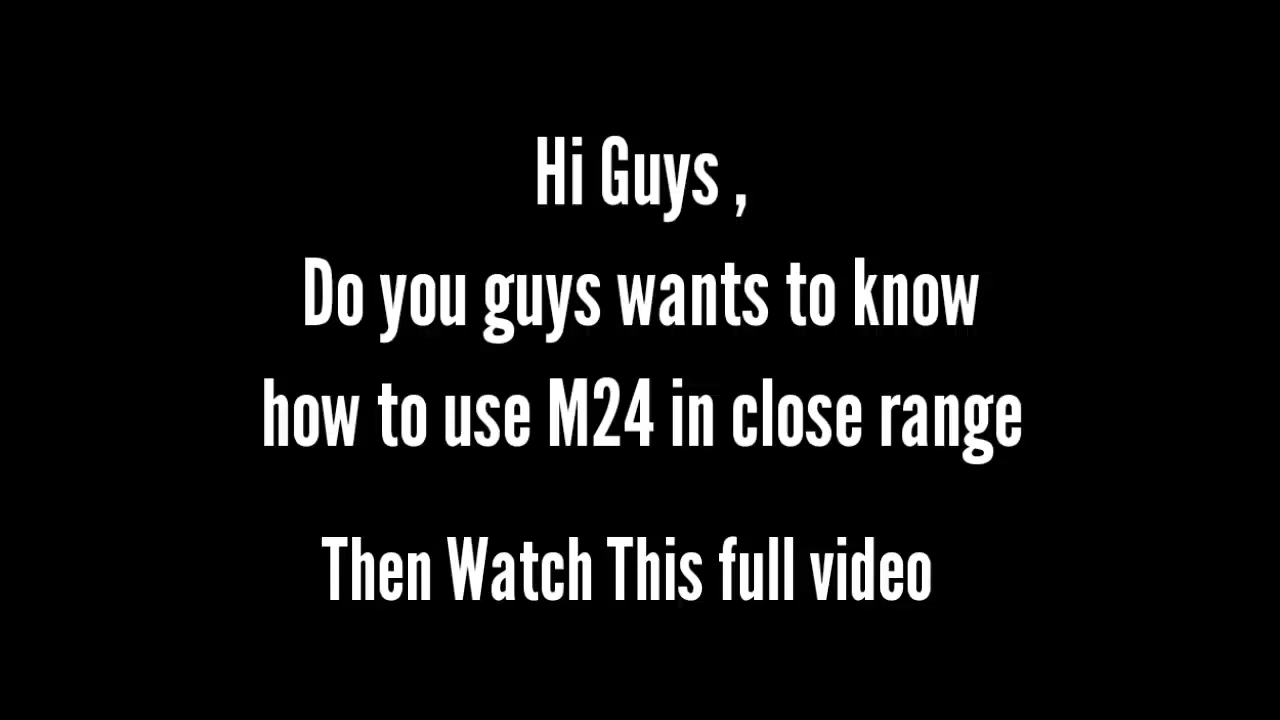 Hi Guys ,
Do you guys wants to know
how to use M24 in close range
Then Watch This full video